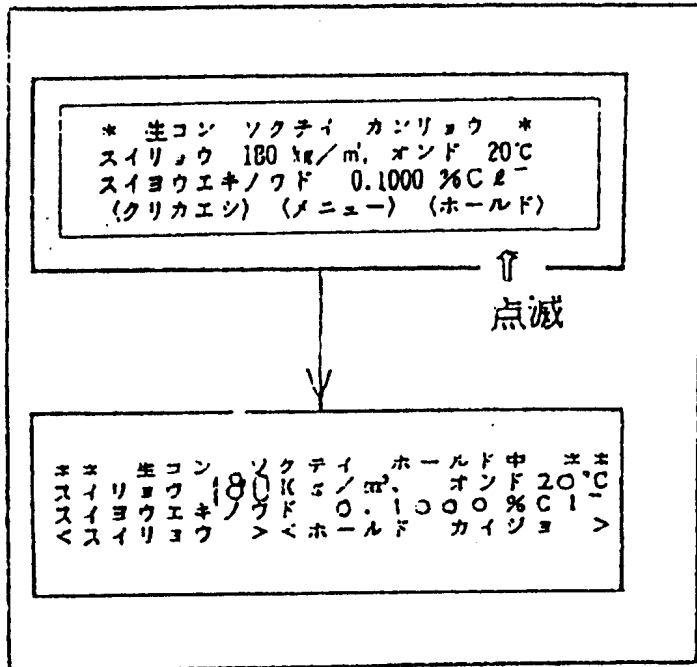 * 生コン ソクテイ カンリョウ *
スイリョウ 180 kg/㎥, オンド 20℃
スイヨウエキノウド 0.1000 %Cℓ⁻
(クリカエシ) (メニュー) (ホールド)
⇧
点滅
** 生コン ソクテイ ホールド中 **
スイリョウ 180Kg/㎥、 オンド20℃
スイヨウエキノウド 0.1000%Cl⁻
<スイリョウ ><ホールド カイジョ >